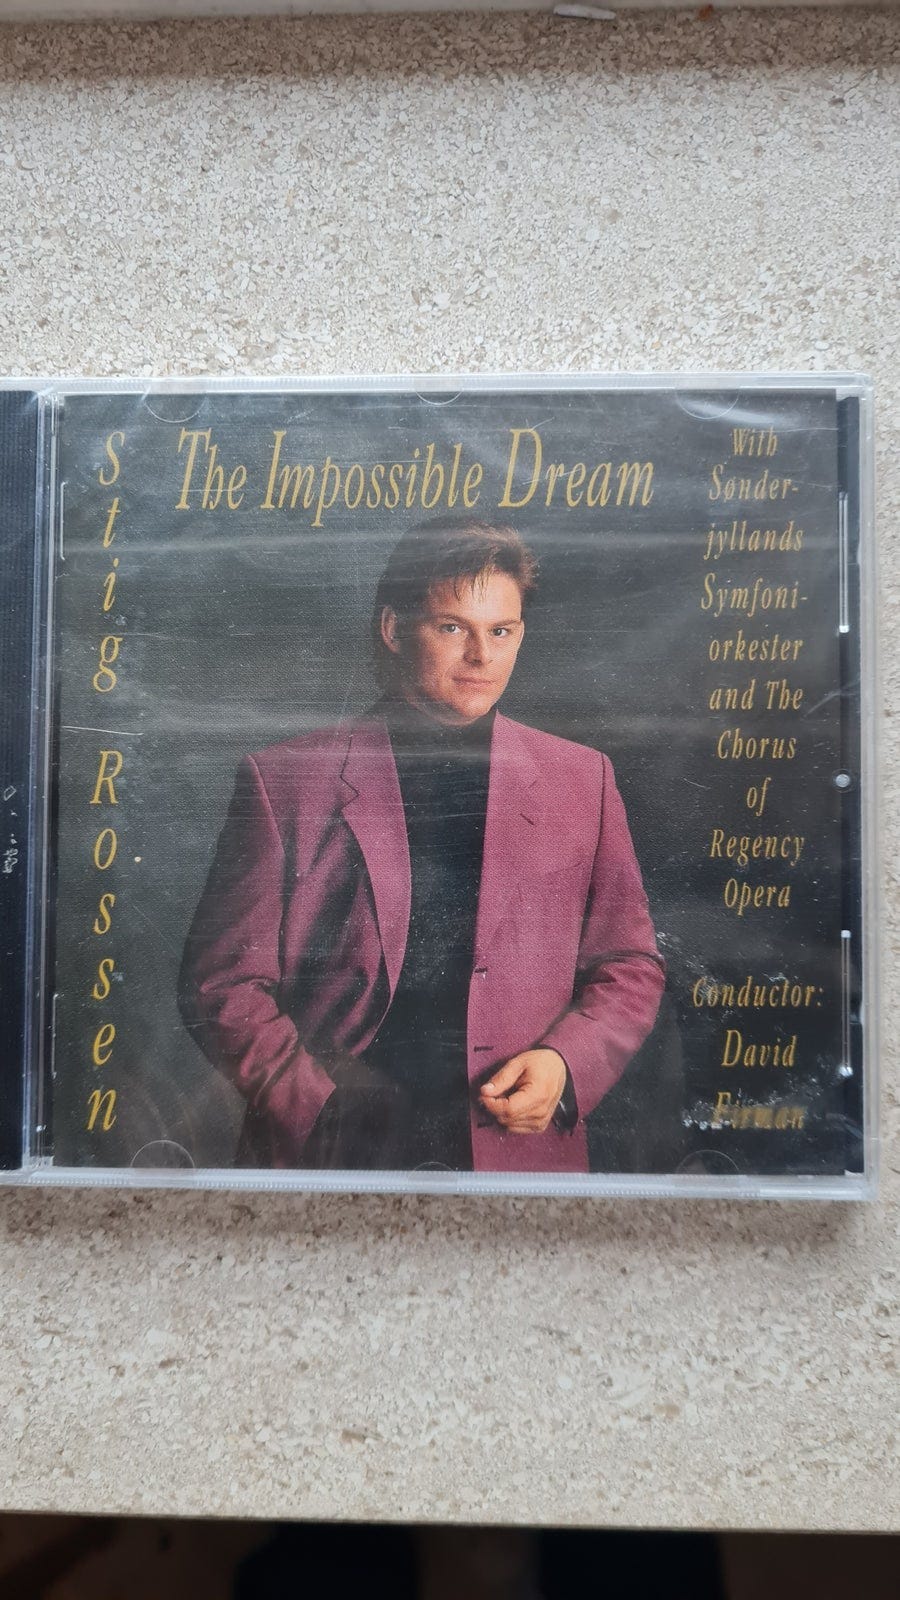 Stig Rossen
The Impossible Dream
With
Sønder-
jyllands
Symfoni-
orkester
and The
Chorus
of
Regency
Opera
Conductor:
David
Firman